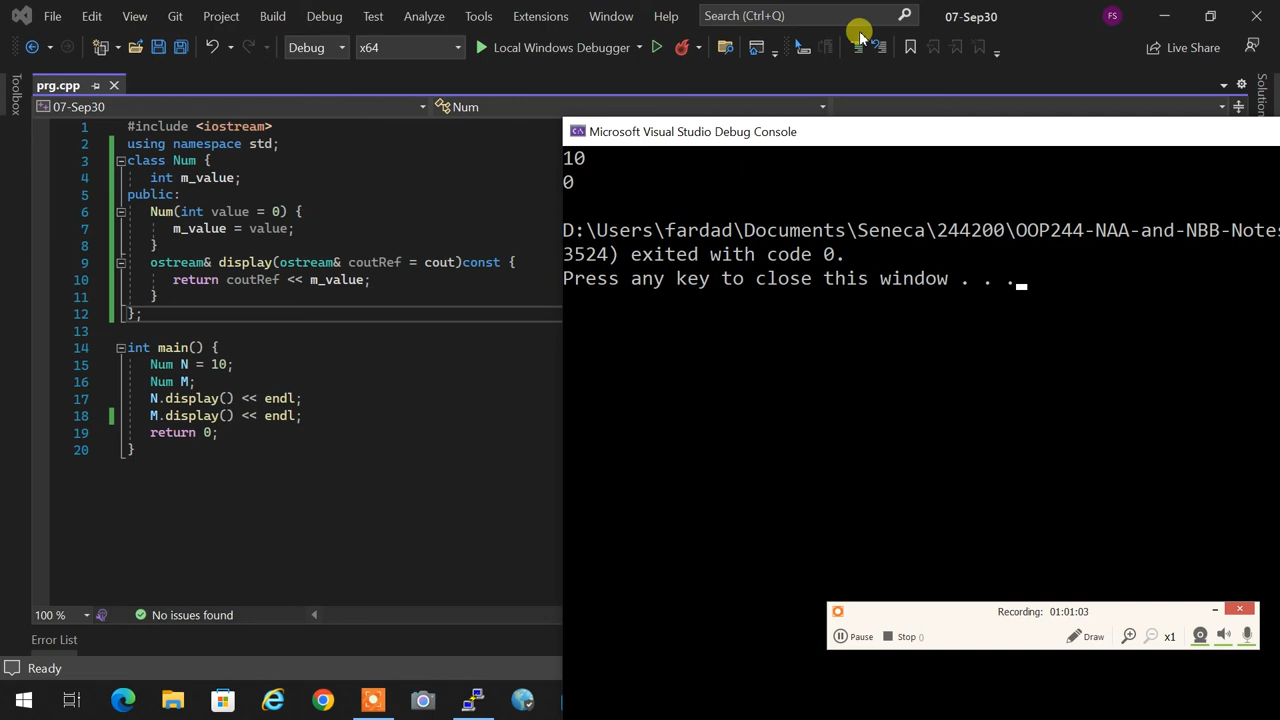 File Edit View Git Project Build Debug Test Analyze Tools Extensions Window Help Search (Ctrl+Q) 07-Sep30 FS
Debug x64 Local Windows Debugger Live Share
Toolbox
prg.cpp
07-Sep30 Num
1 #include <iostream>
2 using namespace std;
3 class Num {
4 int m_value;
5 public:
6 Num(int value = 0) {
7 m_value = value;
8 }
9 ostream& display(ostream& coutRef = cout)const {
10 return coutRef << m_value;
11 }
12 };
13
14 int main() {
15 Num N = 10;
16 Num M;
17 N.display() << endl;
18 M.display() << endl;
19 return 0;
20 }
100 % No issues found
Error List
Ready
Microsoft Visual Studio Debug Console
10
0
D:\Users\fardad\Documents\Seneca\244200\OOP244-NAA-and-NBB-Notes
3524) exited with code 0.
Press any key to close this window . . .
Recording: 01:01:03
Pause Stop () Draw x1